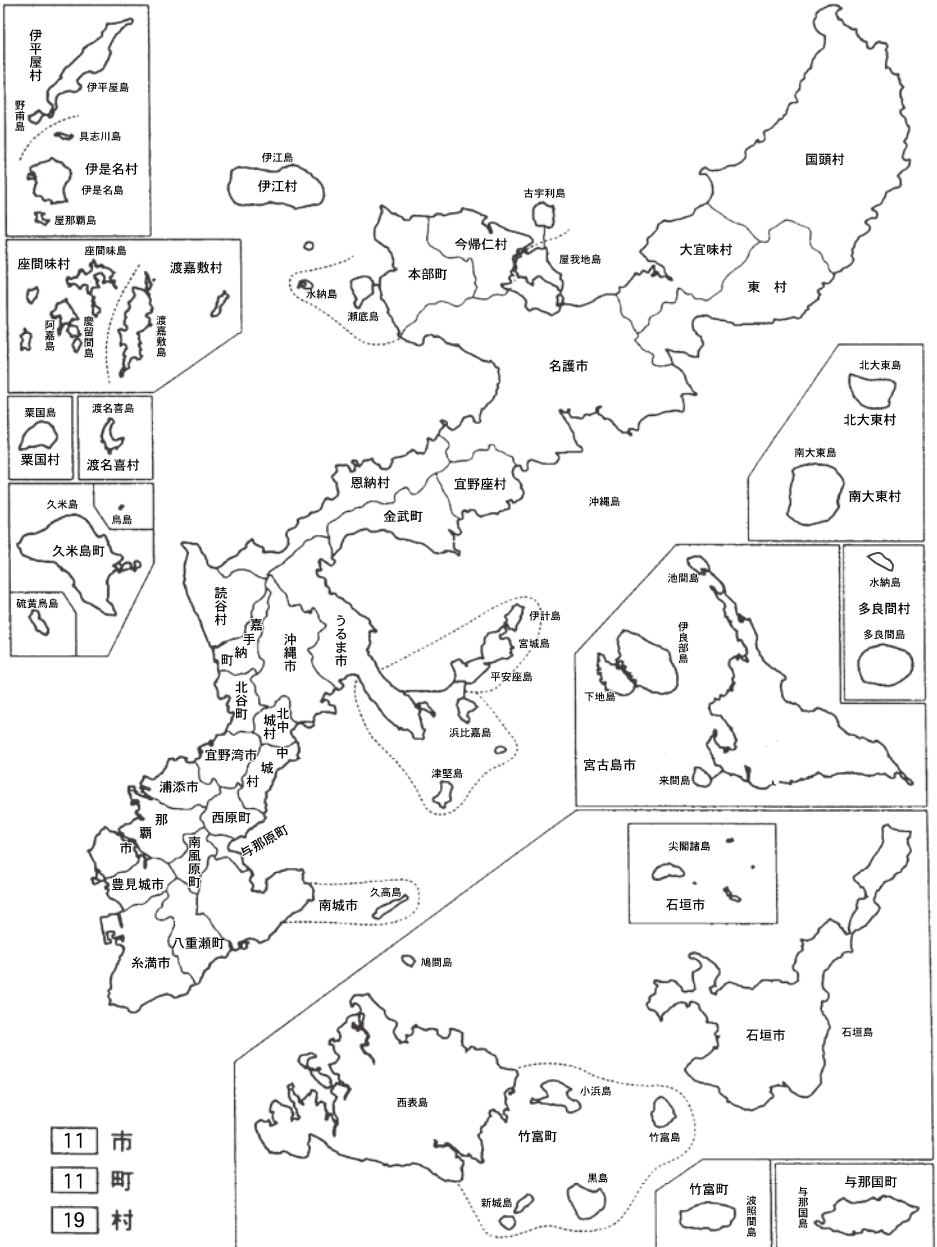 伊平屋村
伊平屋島
野甫島
具志川島
伊是名村
伊是名島
屋那覇島
座間味村
座間味島
渡嘉敷村
阿嘉島
慶留間島
渡嘉敷島
粟国島
粟国村
渡名喜島
渡名喜村
久米島
鳥島
久米島町
硫黄鳥島
伊江島
伊江村
古宇利島
今帰仁村
屋我地島
本部町
水納島
瀬底島
国頭村
大宜味村
東村
名護市
恩納村
宜野座村
金武町
沖縄島
北大東島
北大東村
南大東島
南大東村
読谷村
嘉手納町
沖縄市
うるま市
伊計島
宮城島
平安座島
浜比嘉島
津堅島
北谷町
北中城村
宜野湾市
中城村
浦添市
西原町
那覇市
南風原町
与那原町
豊見城市
南城市
久高島
八重瀬町
糸満市
池間島
伊良部島
下地島
宮古島市
来間島
水納島
多良間村
多良間島
尖閣諸島
石垣市
鳩間島
石垣市
石垣島
西表島
小浜島
竹富町
竹富島
新城島
黒島
竹富町
波照間島
与那国町
与那国島
11 市
11 町
19 村